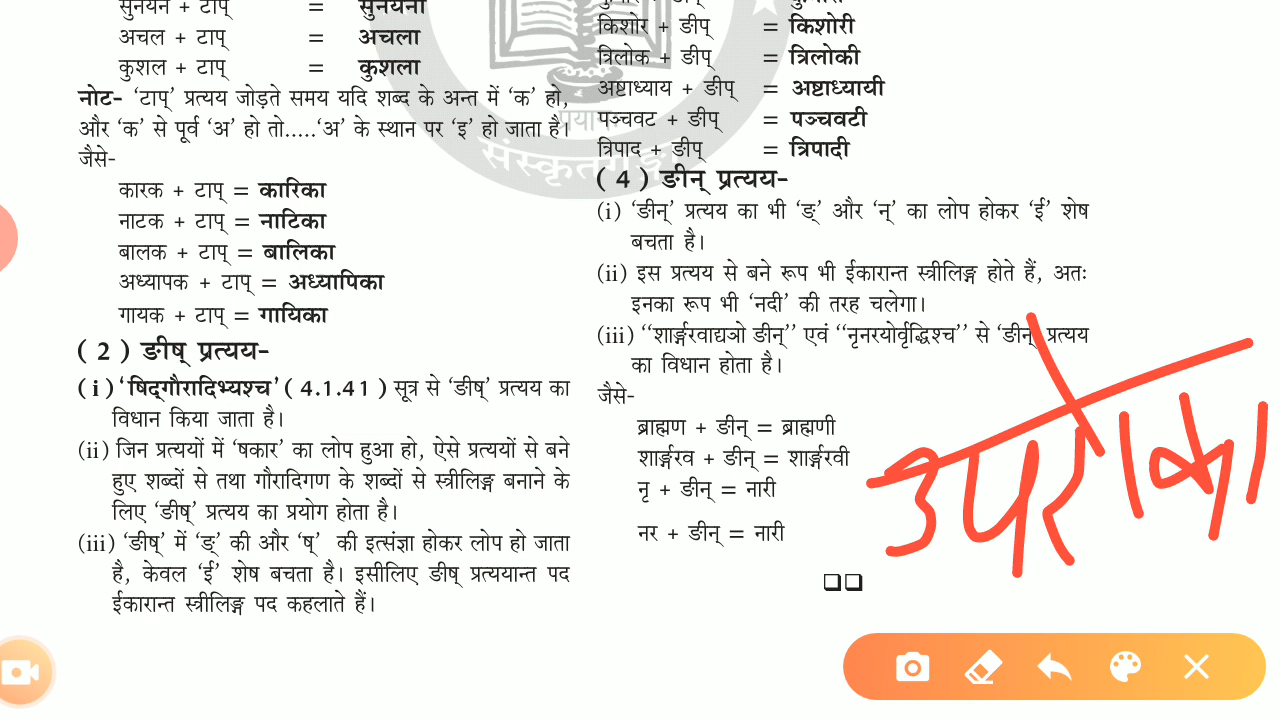 सुनयन + टाप् = सुनयना
अचल + टाप् = अचला
कुशल + टाप् = कुशला
नोट- ‘टाप्’ प्रत्यय जोड़ते समय यदि शब्द के अन्त में ‘क’ हो,
और ‘क’ से पूर्व ‘अ’ हो तो.....‘अ’ के स्थान पर ‘इ’ हो जाता है।
जैसे-
कारक + टाप् = कारिका
नाटक + टाप् = नाटिका
बालक + टाप् = बालिका
अध्यापक + टाप् = अध्यापिका
गायक + टाप् = गायिका
( 2 ) ङीष् प्रत्यय-
( i ) ‘षिद्गौरादिभ्यश्च’ ( 4.1.41 ) सूत्र से ‘ङीष्’ प्रत्यय का
विधान किया जाता है।
(ii) जिन प्रत्ययों में ‘षकार’ का लोप हुआ हो, ऐसे प्रत्ययों से बने
हुए शब्दों से तथा गौरादिगण के शब्दों से स्त्रीलिङ्ग बनाने के
लिए ‘ङीष्’ प्रत्यय का प्रयोग होता है।
(iii) ‘ङीष्’ में ‘ङ्’ की और ‘ष्’ की इत्संज्ञा होकर लोप हो जाता
है, केवल ‘ई’ शेष बचता है। इसीलिए ङीष् प्रत्ययान्त पद
ईकारान्त स्त्रीलिङ्ग पद कहलाते हैं।
किशोर + ङीप् = किशोरी
त्रिलोक + ङीप् = त्रिलोकी
अष्टाध्याय + ङीप् = अष्टाध्यायी
पञ्चवट + ङीप् = पञ्चवटी
त्रिपाद + ङीप् = त्रिपादी
( 4 ) ङीन् प्रत्यय-
(i) ‘ङीन्’ प्रत्यय का भी ‘ङ्’ और ‘न्’ का लोप होकर ‘ई’ शेष
बचता है।
(ii) इस प्रत्यय से बने रूप भी ईकारान्त स्त्रीलिङ्ग होते हैं, अतः
इनका रूप भी ‘नदी’ की तरह चलेगा।
(iii) ‘‘शार्ङ्गरवाद्यञो ङीन्’’ एवं ‘‘नृनरयोर्वृद्धिश्च’’ से ‘ङीन्’ प्रत्यय
का विधान होता है।
जैसे-
ब्राह्मण + ङीन् = ब्राह्मणी
शार्ङ्गरव + ङीन् = शार्ङ्गरवी
नृ + ङीन् = नारी
नर + ङीन् = नारी
प्रयाग
संस्कृतगङ्गा